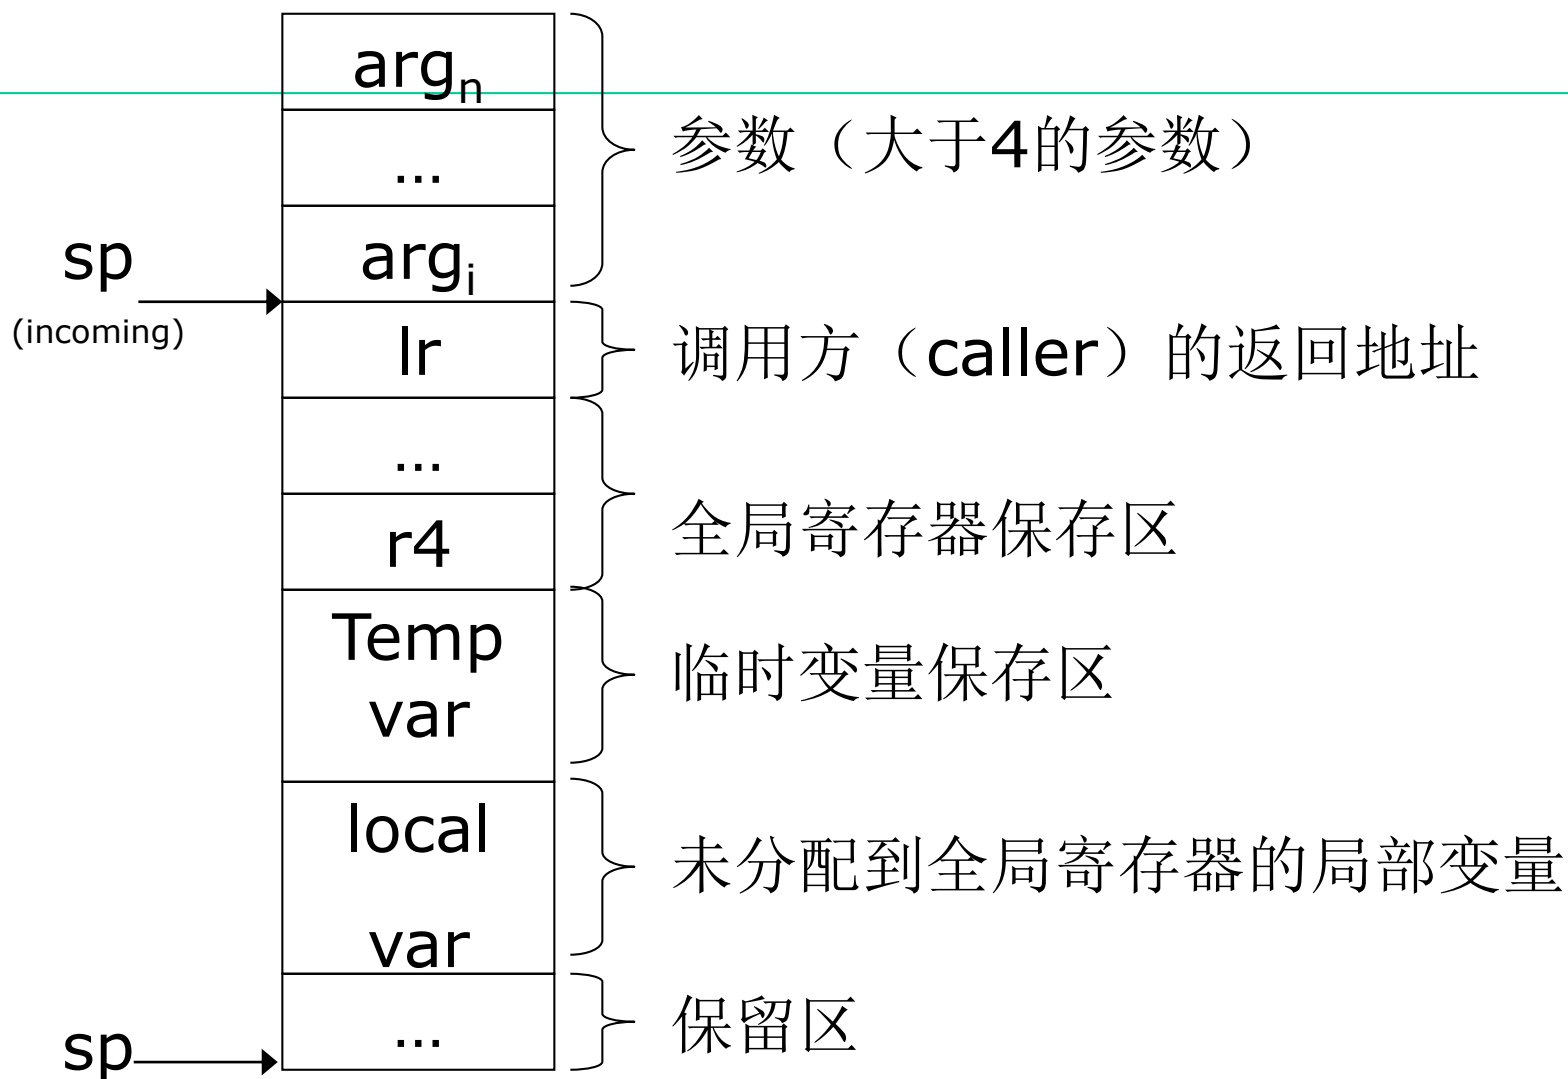 argn
...
参数（大于4的参数）
sp
argi
(incoming)
lr
调用方（caller）的返回地址
...
r4
全局寄存器保存区
Temp
var
临时变量保存区
local
var
未分配到全局寄存器的局部变量
...
保留区
sp